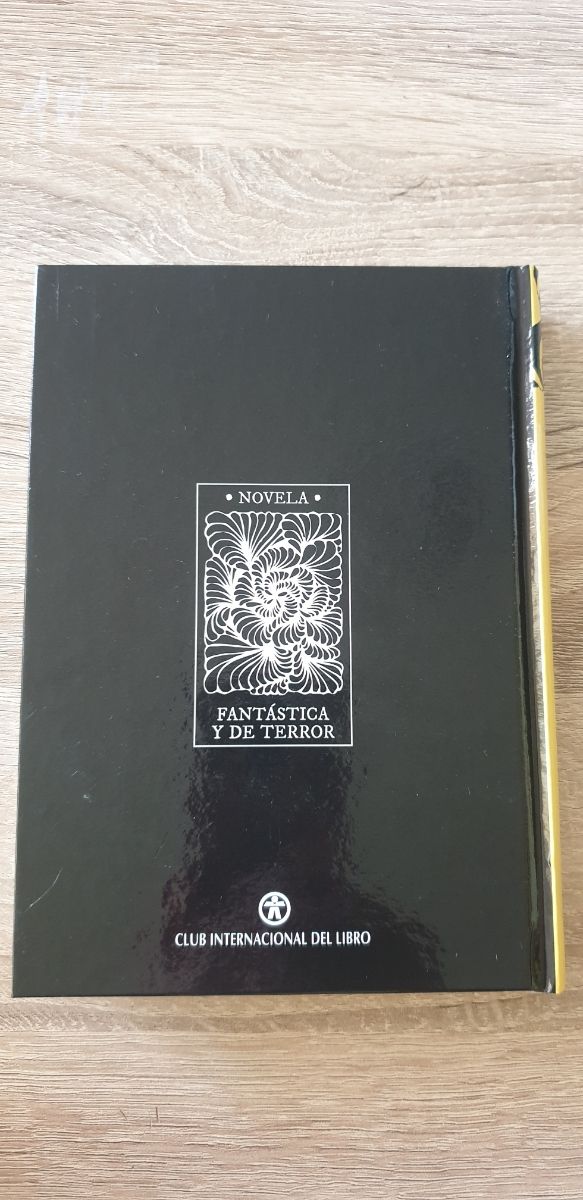 • NOVELA •
FANTÁSTICA
Y DE TERROR
CLUB INTERNACIONAL DEL LIBRO